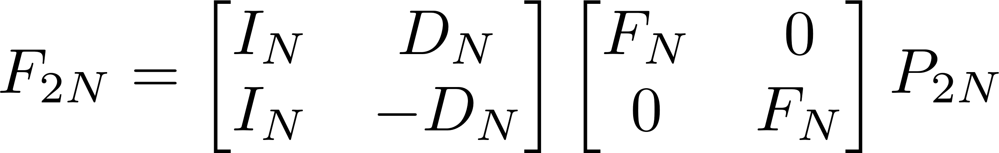 F_{2N} = \begin{bmatrix} I_N & D_N \\ I_N & -D_N \end{bmatrix} \begin{bmatrix} F_N & 0 \\ 0 & F_N \end{bmatrix} P_{2N}